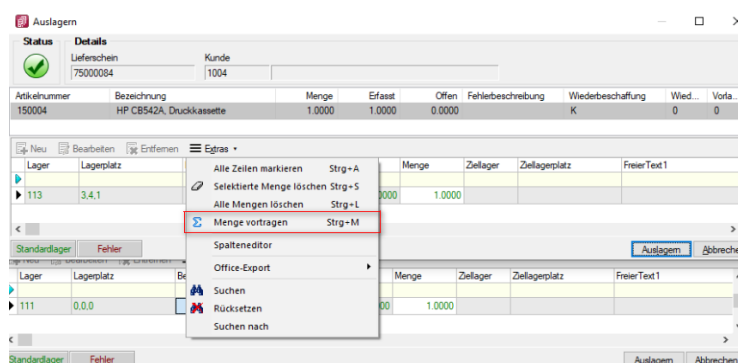 Auslagern
Status Details
Lieferschein Kunde
75000084 1004
Artikelnummer Bezeichnung Menge Erfasst Offen Fehlerbeschreibung Wiederbeschaffung Wied... Vorla...
150004 HP CB542A, Druckkassette 1.0000 1.0000 0.0000 K 0 0
Neu Bearbeiten Entfernen Extras
Lager Lagerplatz Menge Ziellager Ziellagerplatz FreierText1
113 3,4,1 1.0000
Alle Zeilen markieren Strg+A
Selektierte Menge löschen Strg+S
Alle Mengen löschen Strg+L
Menge vortragen Strg+M
Spalteneditor
Office-Export
Suchen
Rücksetzen
Suchen nach
Standardlager Fehler Auslagern Abbreche
Lager Lagerplatz Be Menge Ziellager Ziellagerplatz FreierText1
111 0,0,0 1.0000
Standardlager Fehler Auslagern Abbrechen